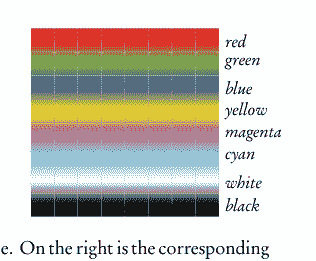 red
green
blue
yellow
magenta
cyan
white
black
e. On the right is the corresponding